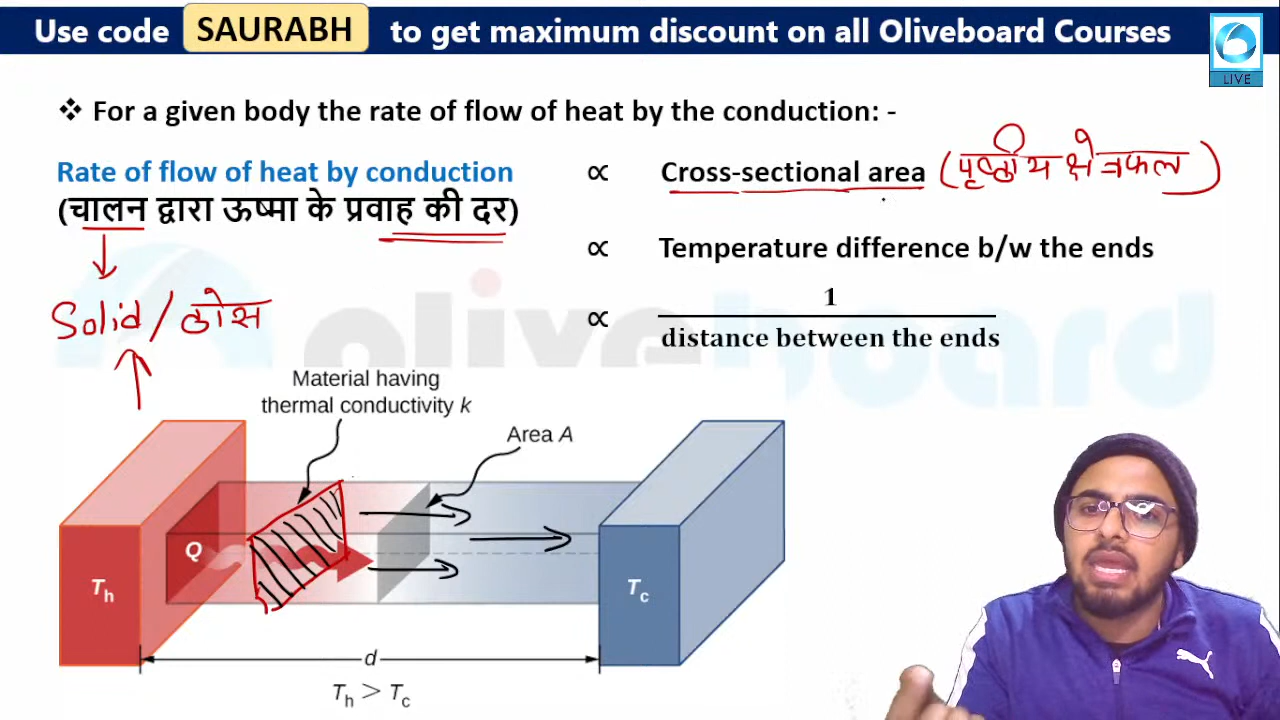 Use code SAURABH to get maximum discount on all Oliveboard Courses
LIVE
❖ For a given body the rate of flow of heat by the conduction: -
Rate of flow of heat by conduction ∝ Cross-sectional area (पृष्ठीय क्षेत्रफल)
(चालन द्वारा ऊष्मा के प्रवाह की दर)
∝ Temperature difference b/w the ends
Solid / ठोस
∝ 1 / distance between the ends
oliveboard
Material having
thermal conductivity k
Area A
Q
Th
Tc
d
Th > Tc